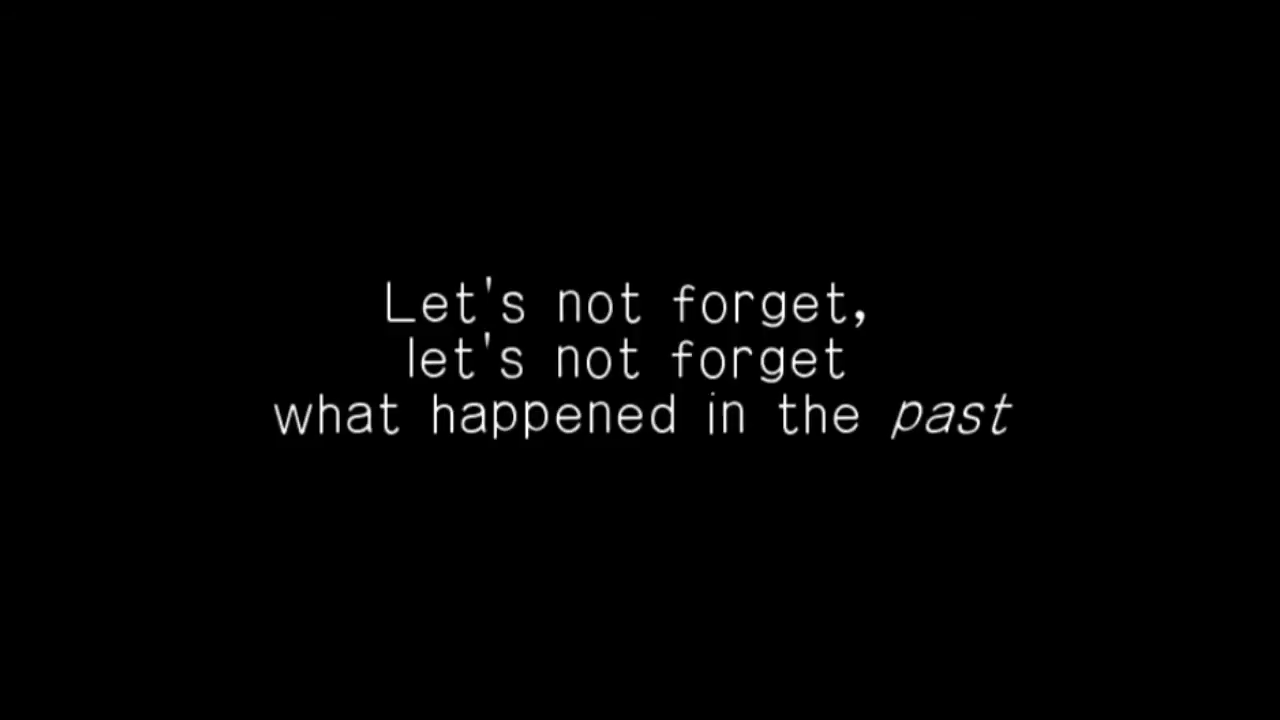 Let's not forget,
let's not forget
what happened in the past